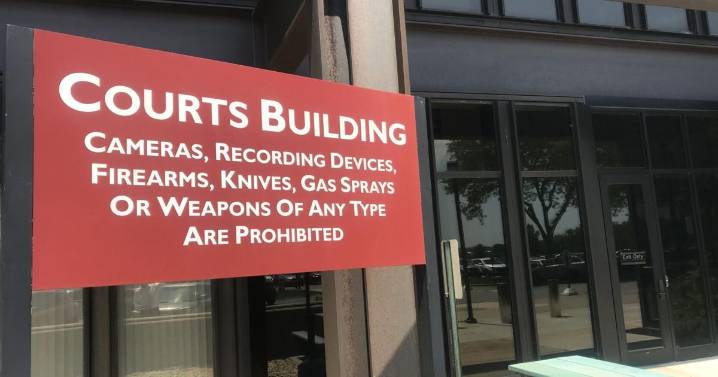 COURTS BUILDING
CAMERAS, RECORDING DEVICES,
FIREARMS, KNIVES, GAS SPRAYS
OR WEAPONS OF ANY TYPE
ARE PROHIBITED
Exit Only